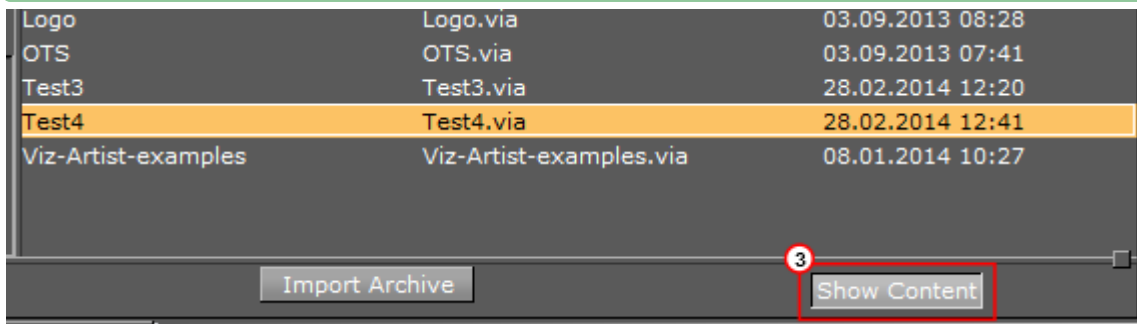 Logo Logo.via 03.09.2013 08:28
OTS OTS.via 03.09.2013 07:41
Test3 Test3.via 28.02.2014 12:20
Test4 Test4.via 28.02.2014 12:41
Viz-Artist-examples Viz-Artist-examples.via 08.01.2014 10:27
3
Import Archive Show Content